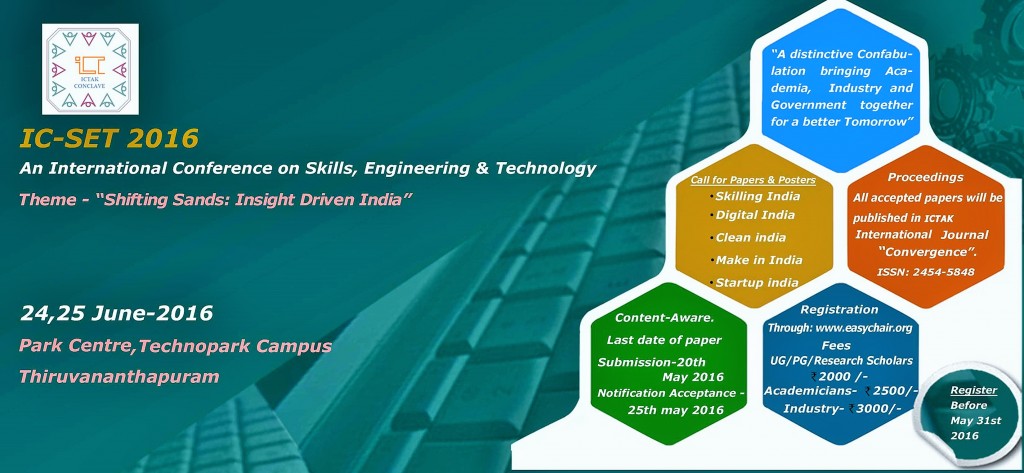 ICTAK
CONCLAVE
IC-SET 2016
An International Conference on Skills, Engineering & Technology
Theme - “Shifting Sands: Insight Driven India”
24,25 June-2016
Park Centre,Technopark Campus
Thiruvananthapuram
“A distinctive Confabu-
lation bringing Aca-
demia, Industry and
Government together
for a better Tomorrow”
Call for Papers & Posters
•Skilling India
•Digital India
•Clean india
•Make in India
•Startup india
Proceedings
All accepted papers will be
published in ICTAK
International Journal
“Convergence”.
ISSN: 2454-5848
Content-Aware.
Last date of paper
Submission-20th
May 2016
Notification Acceptance -
25th may 2016
Registration
Through: www.easychair.org
Fees
UG/PG/Research Scholars
₹2000 /-
Academicians- ₹2500/-
Industry- ₹3000/-
Register
Before
May 31st
2016